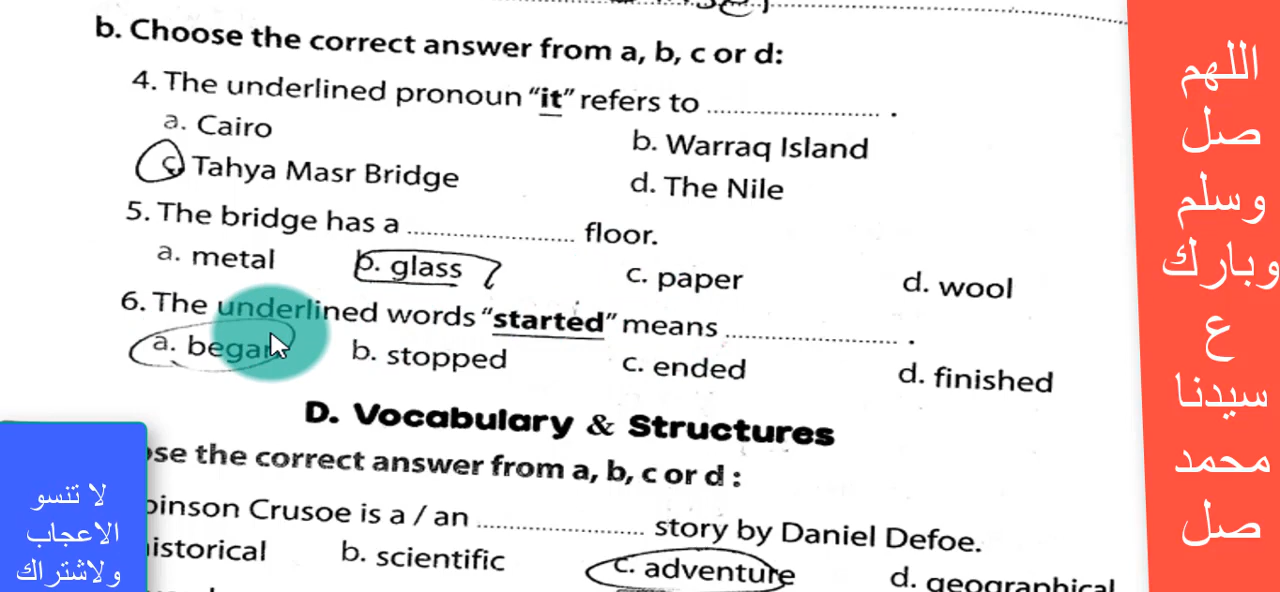 b. Choose the correct answer from a, b, c or d:
4. The underlined pronoun “it” refers to .................... .
a. Cairo
b. Warraq Island
c. Tahya Masr Bridge
d. The Nile
5. The bridge has a .................... floor.
a. metal
b. glass
c. paper
d. wool
6. The underlined words “started” means .................... .
a. began
b. stopped
c. ended
d. finished
D. Vocabulary & Structures
ose the correct answer from a, b, c or d :
binson Crusoe is a / an .................... story by Daniel Defoe.
istorical
b. scientific
c. adventure
d. geographical
اللهم
صل
وسلم
وبارك
ع
سيدنا
محمد
صل
لا تنسو
الاعجاب
ولاشتراك